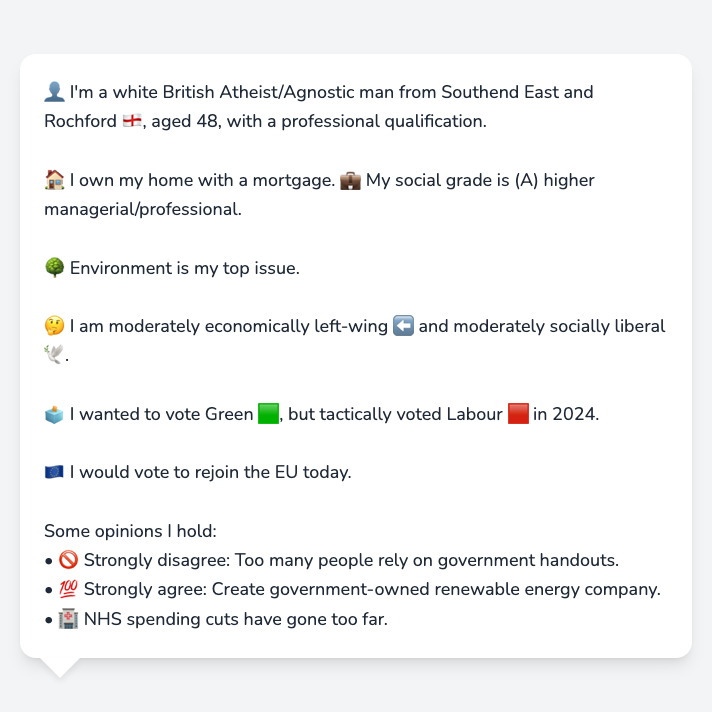 👤 I'm a white British Atheist/Agnostic man from Southend East and
Rochford 🏴󠁧󠁢󠁥󠁮󠁧󠁿, aged 48, with a professional qualification.
🏠 I own my home with a mortgage. 💼 My social grade is (A) higher
managerial/professional.
🌳 Environment is my top issue.
🤔 I am moderately economically left-wing ⬅️ and moderately socially liberal
🕊️.
🗳️ I wanted to vote Green 🟩, but tactically voted Labour 🟥 in 2024.
🇪🇺 I would vote to rejoin the EU today.
Some opinions I hold:
• 🚫 Strongly disagree: Too many people rely on government handouts.
• 💯 Strongly agree: Create government-owned renewable energy company.
• 🏥 NHS spending cuts have gone too far.